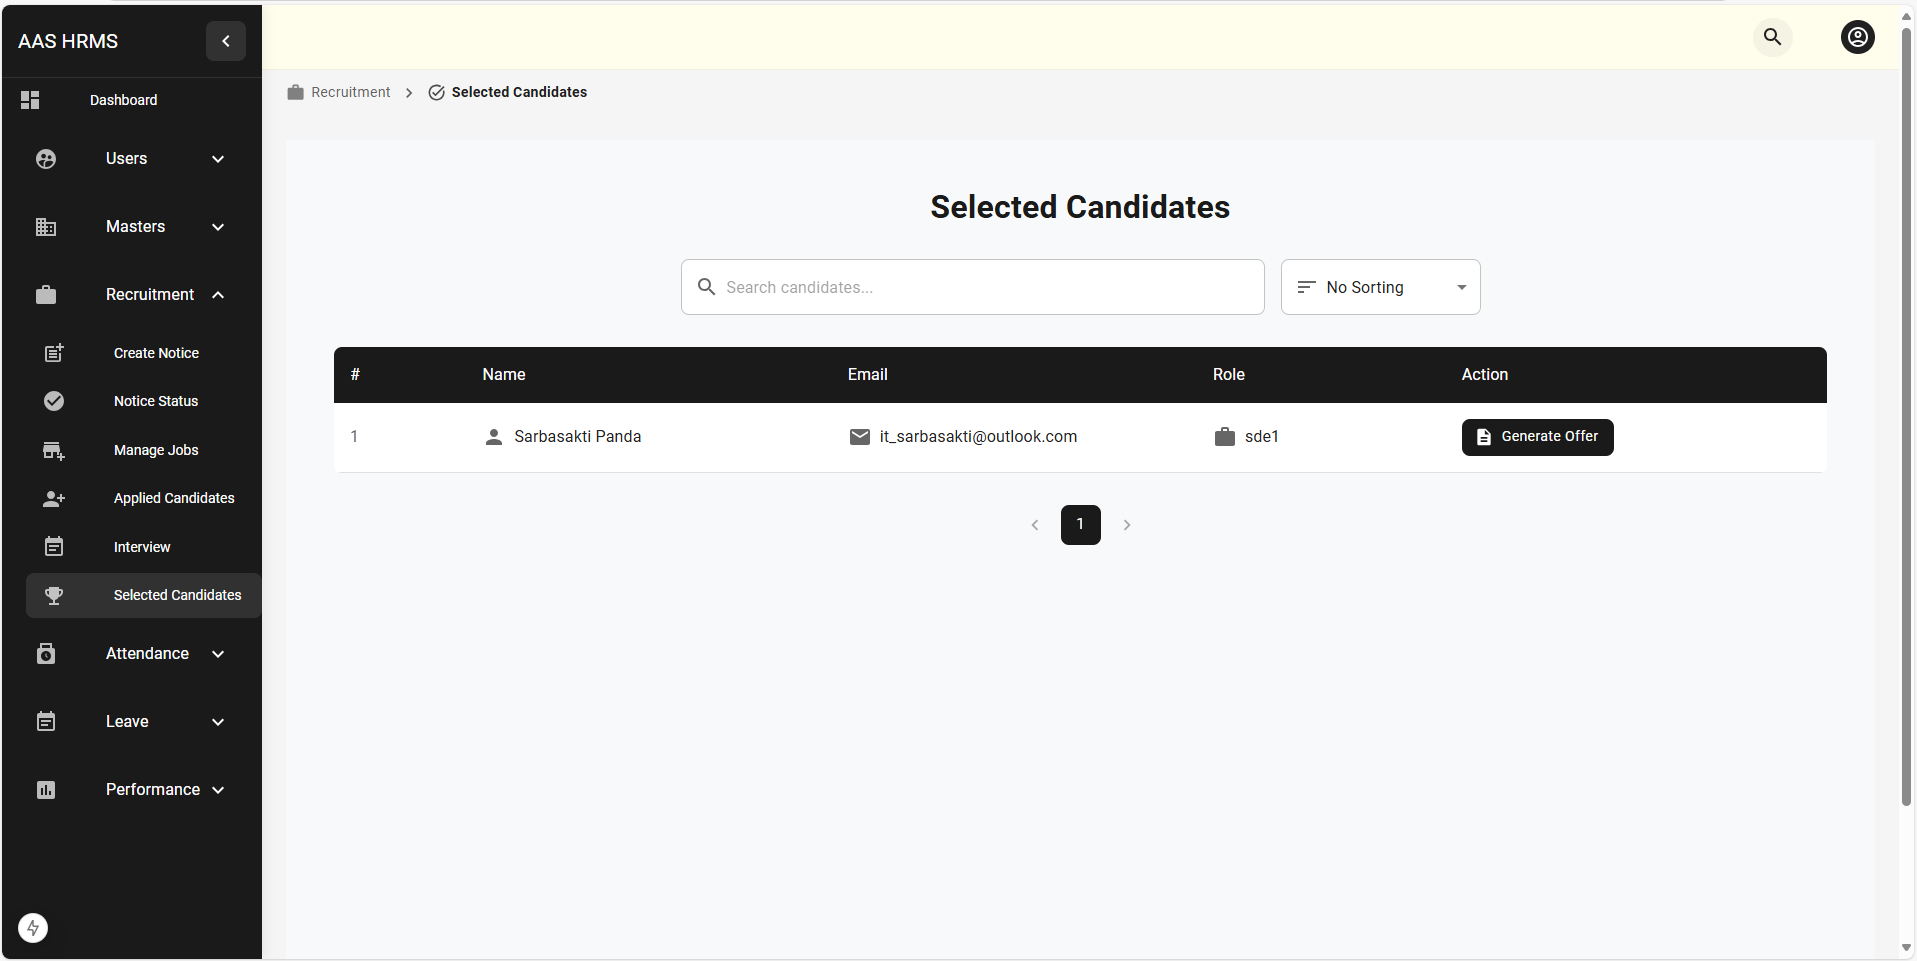 AAS HRMS
Dashboard
Users
Masters
Recruitment
Create Notice
Notice Status
Manage Jobs
Applied Candidates
Interview
Selected Candidates
Attendance
Leave
Performance
Recruitment > Selected Candidates
Selected Candidates
Search candidates...
No Sorting
# Name Email Role Action
1 Sarbasakti Panda it_sarbasakti@outlook.com sde1 Generate Offer
1